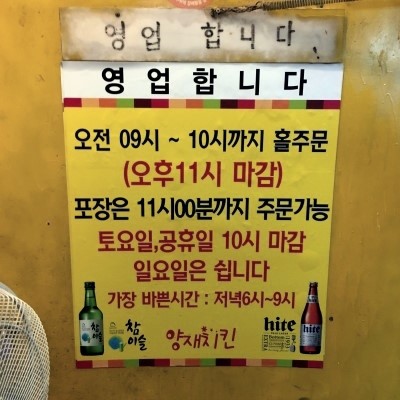 영업 합니다
영업합니다
오전 09시 ~ 10시까지 홀주문
(오후11시 마감)
포장은 11시00분까지 주문가능
토요일,공휴일 10시 마감
일요일은 쉽니다
가장 바쁜시간 : 저녁6시~9시
참이슬
참
이슬
양재치킨
hite
hite